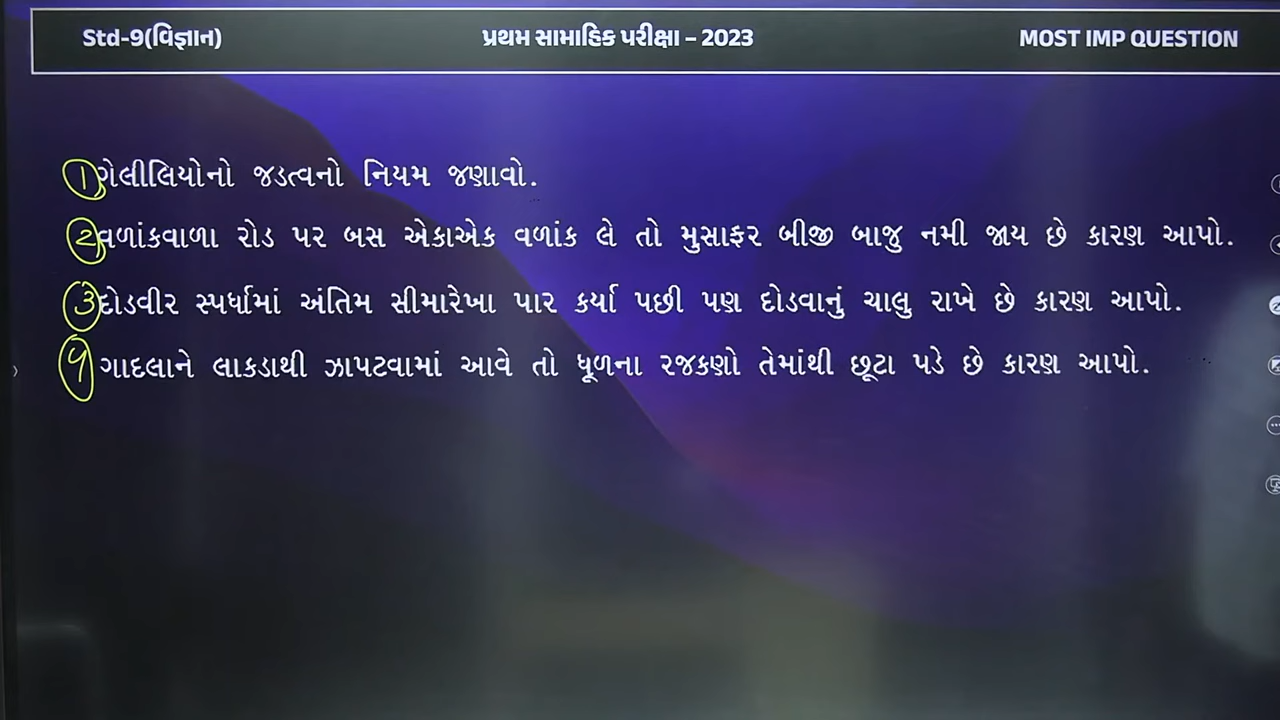 Std-9(વિજ્ઞાન) પ્રથમ સામાહિક પરીક્ષા – 2023 MOST IMP QUESTION
1 ગેલીલિયોનો જડત્વનો નિયમ જણાવો.
2 વળાંકવાળા રોડ પર બસ એકાએક વળાંક લે તો મુસાફર બીજી બાજુ નમી જાય છે કારણ આપો.
3 દોડવીર સ્પર્ધામાં અંતિમ સીમારેખા પાર કર્યા પછી પણ દોડવાનું ચાલુ રાખે છે કારણ આપો.
૪ ગાદલાને લાકડાથી ઝાપટવામાં આવે તો ધૂળના રજકણો તેમાંથી છૂટા પડે છે કારણ આપો.